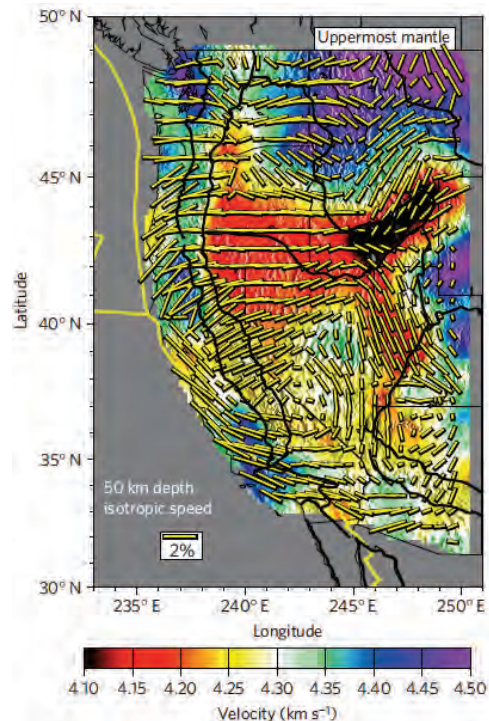 Uppermost mantle
50° N
45° N
40° N
35° N
30° N
Latitude
50 km depth
isotropic speed
2%
235° E
240° E
245° E
250° E
Longitude
4.10
4.15
4.20
4.25
4.30
4.35
4.40
4.45
4.50
Velocity (km s⁻¹)